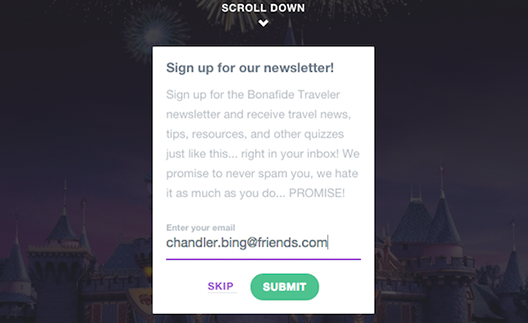 SCROLL DOWN
Sign up for our newsletter!
Sign up for the Bonafide Traveler
newsletter and receive travel news,
tips, resources, and other quizzes
just like this... right in your inbox! We
promise to never spam you, we hate
it as much as you do... PROMISE!
Enter your email
chandler.bing@friends.com
SKIP SUBMIT